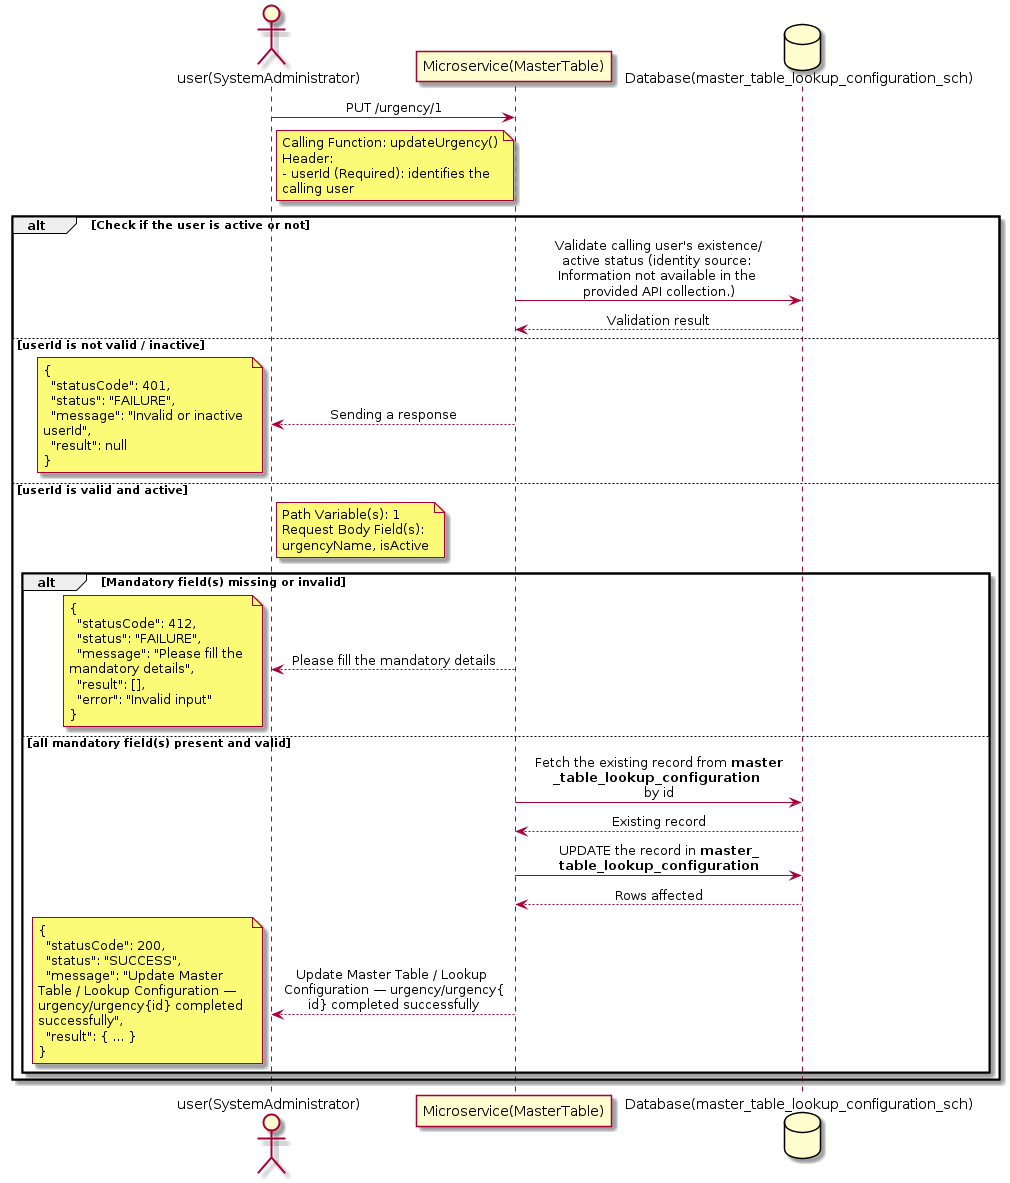 user(SystemAdministrator)
Microservice(MasterTable)
Database(master_table_lookup_configuration_sch)
PUT /urgency/1
Calling Function: updateUrgency()
Header:
- userId (Required): identifies the
calling user
alt
[Check if the user is active or not]
Validate calling user's existence/
active status (identity source:
Information not available in the
provided API collection.)
Validation result
[userId is not valid / inactive]
{
"statusCode": 401,
"status": "FAILURE",
"message": "Invalid or inactive
userId",
"result": null
}
Sending a response
[userId is valid and active]
Path Variable(s): 1
Request Body Field(s):
urgencyName, isActive
alt
[Mandatory field(s) missing or invalid]
{
"statusCode": 412,
"status": "FAILURE",
"message": "Please fill the
mandatory details",
"result": [],
"error": "Invalid input"
}
Please fill the mandatory details
[all mandatory field(s) present and valid]
Fetch the existing record from master
_table_lookup_configuration
by id
Existing record
UPDATE the record in master_
table_lookup_configuration
Rows affected
{
"statusCode": 200,
"status": "SUCCESS",
"message": "Update Master
Table / Lookup Configuration —
urgency/urgency{id} completed
successfully",
"result": { ... }
}
Update Master Table / Lookup
Configuration — urgency/urgency{
id} completed successfully
user(SystemAdministrator)
Microservice(MasterTable)
Database(master_table_lookup_configuration_sch)